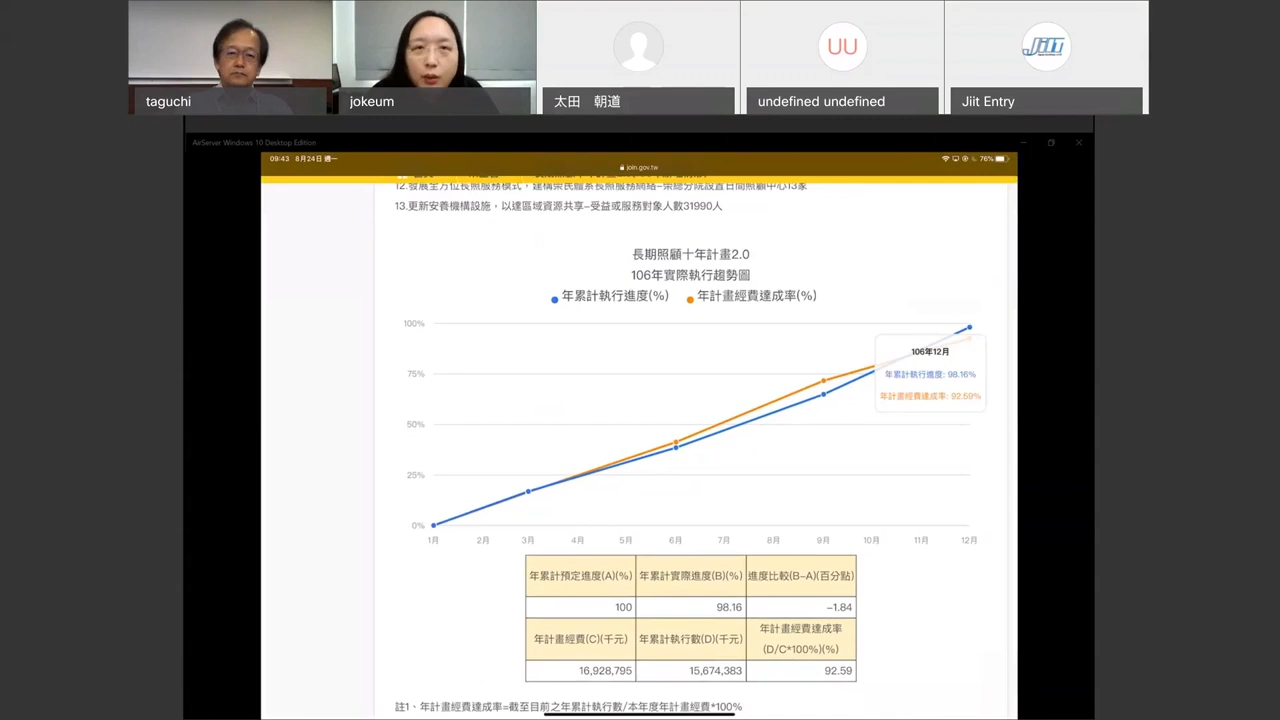 taguchi
jokeum
太田 朝道
UU
undefined undefined
JiiT
Jiit Entry
AirServer Windows 10 Desktop Edition
09:43 8月24日 週一
76%
join.gov.tw
12.發展全方位長照服務模式，建構榮民體系長照服務網絡–榮總分院設置日間照顧中心13家
13.更新安養機構設施，以達區域資源共享–受益或服務對象人數31990人
長期照顧十年計畫2.0
106年實際執行趨勢圖
年累計執行進度(%) 年計畫經費達成率(%)
100%
75%
50%
25%
0%
106年12月
年累計執行進度: 98.16%
年計畫經費達成率: 92.59%
1月 2月 3月 4月 5月 6月 7月 8月 9月 10月 11月 12月
年累計預定進度(A)(%) 年累計實際進度(B)(%) 進度比較(B–A)(百分點)
100 98.16 –1.84
年計畫經費(C)(千元) 年累計執行數(D)(千元) 年計畫經費達成率(D/C*100%)(%)
16,928,795 15,674,383 92.59
註1、年計畫經費達成率=截至目前之年累計執行數/本年度年計畫經費*100%